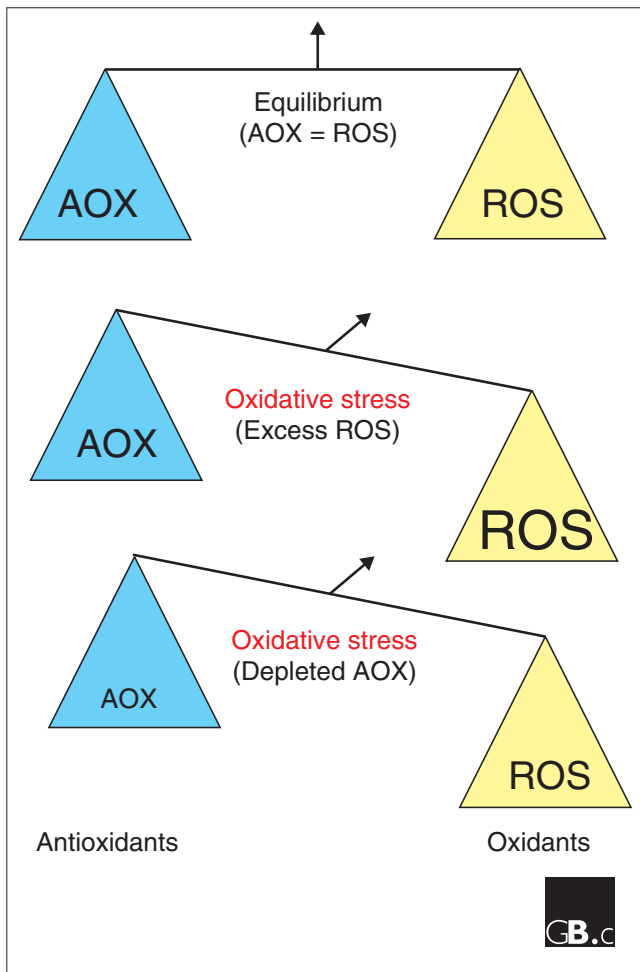 Equilibrium
(AOX = ROS)
AOX
ROS
Oxidative stress
(Excess ROS)
AOX
ROS
Oxidative stress
(Depleted AOX)
AOX
ROS
Antioxidants
Oxidants
GB.c